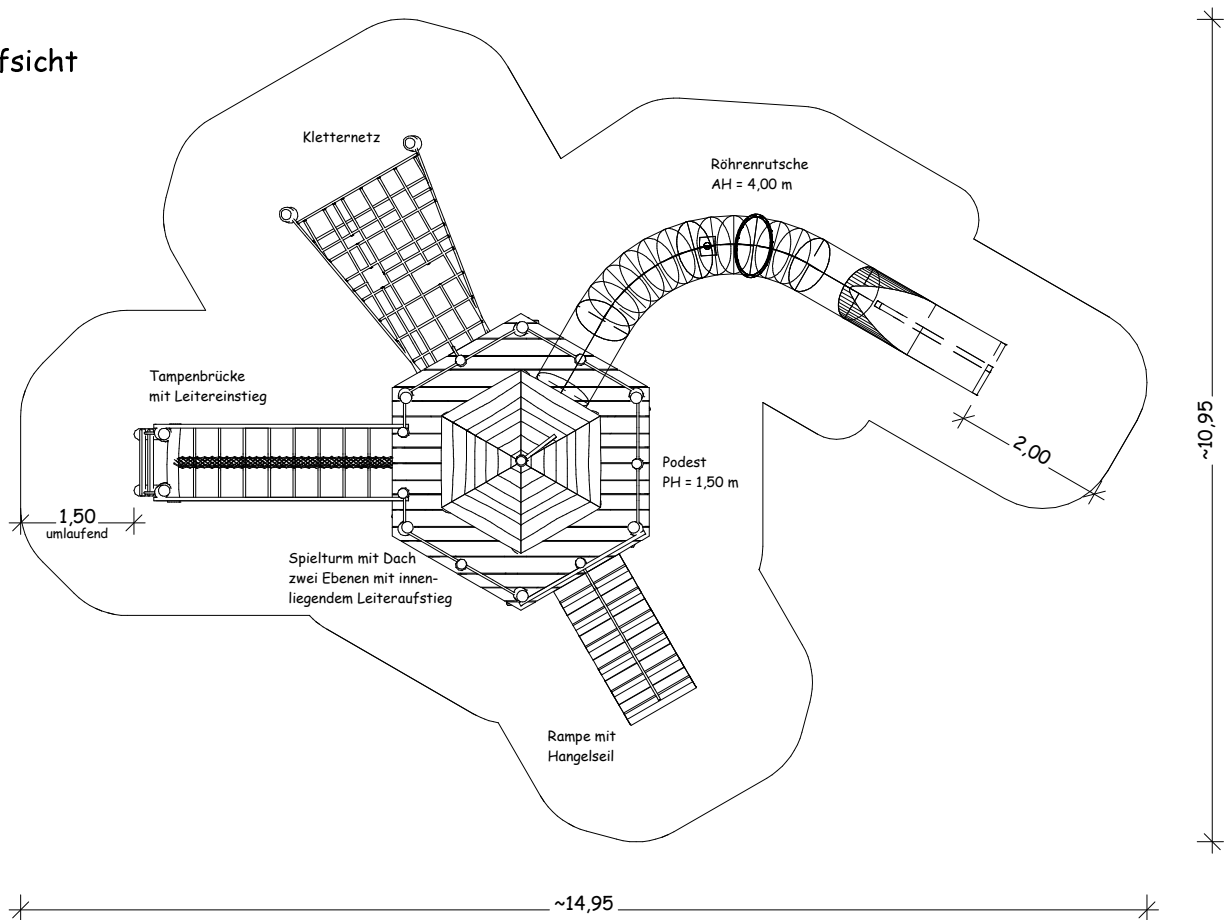 fsicht
Kletternetz
Röhrenrutsche
AH = 4,00 m
Tampenbrücke
mit Leitereinstieg
~10,95
2,00
Podest
PH = 1,50 m
1,50
umlaufend
Spielturm mit Dach
zwei Ebenen mit innen-
liegendem Leiteraufstieg
Rampe mit
Hangelseil
~14,95